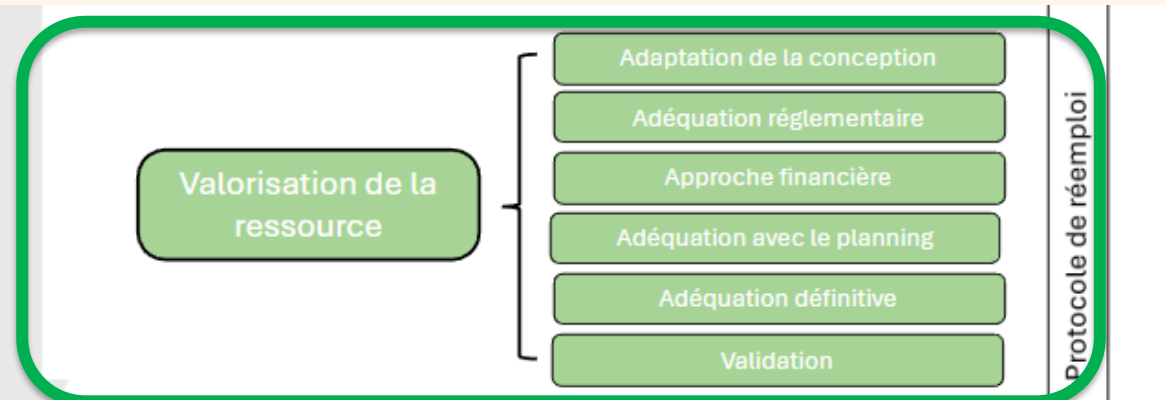 Valorisation de la
ressource
Adaptation de la conception
Adéquation réglementaire
Approche financière
Adéquation avec le planning
Adéquation définitive
Validation
Protocole de réemploi